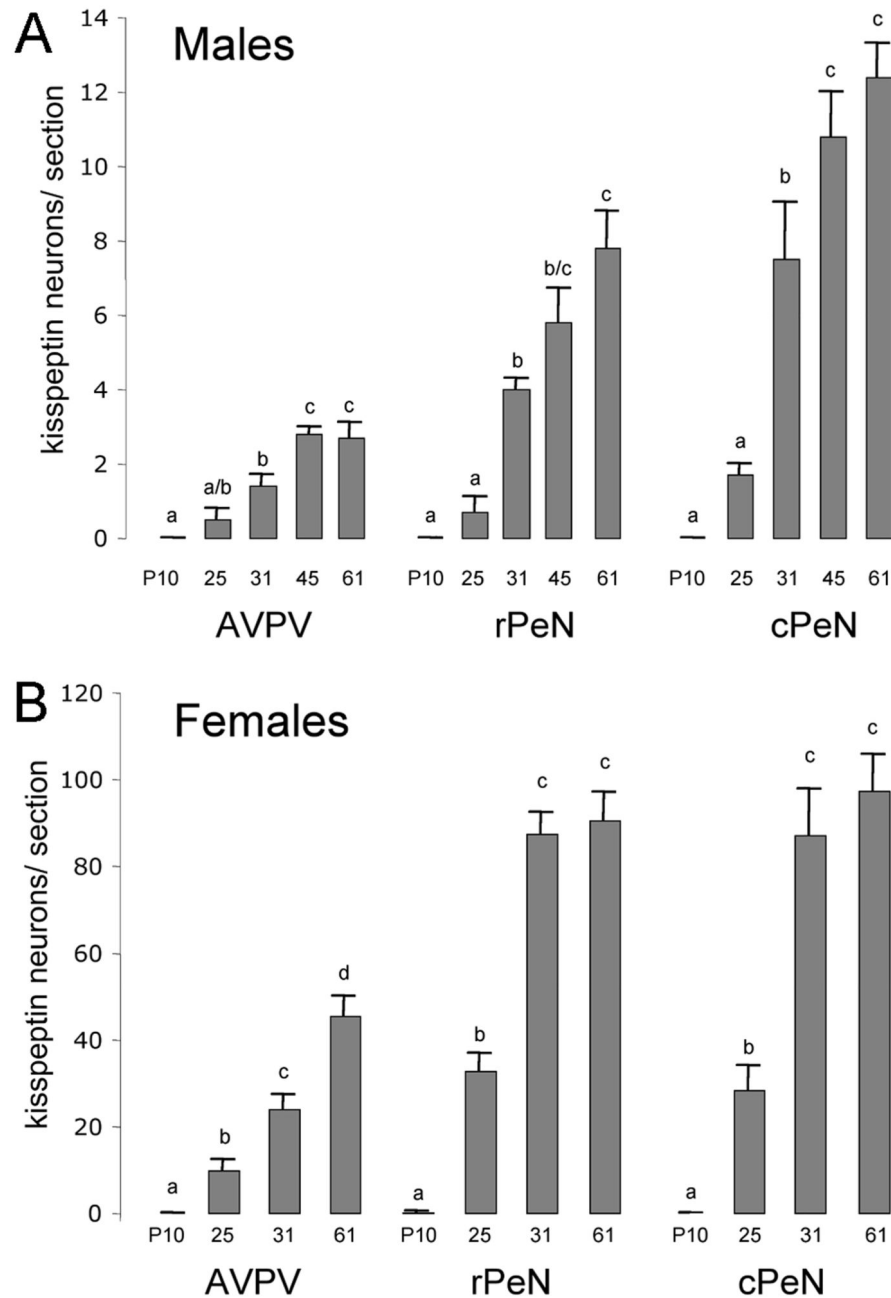 A
Males
kisspeptin neurons/ section
14
12
10
8
6
4
2
0
a
a/b
b
c
c
a
a
b
b/c
c
a
a
b
c
c
P10 25 31 45 61 P10 25 31 45 61 P10 25 31 45 61
AVPV rPeN cPeN
B
Females
kisspeptin neurons/ section
120
100
80
60
40
20
0
a
b
c
d
a
b
c
c
a
b
c
c
P10 25 31 61 P10 25 31 61 P10 25 31 61
AVPV rPeN cPeN